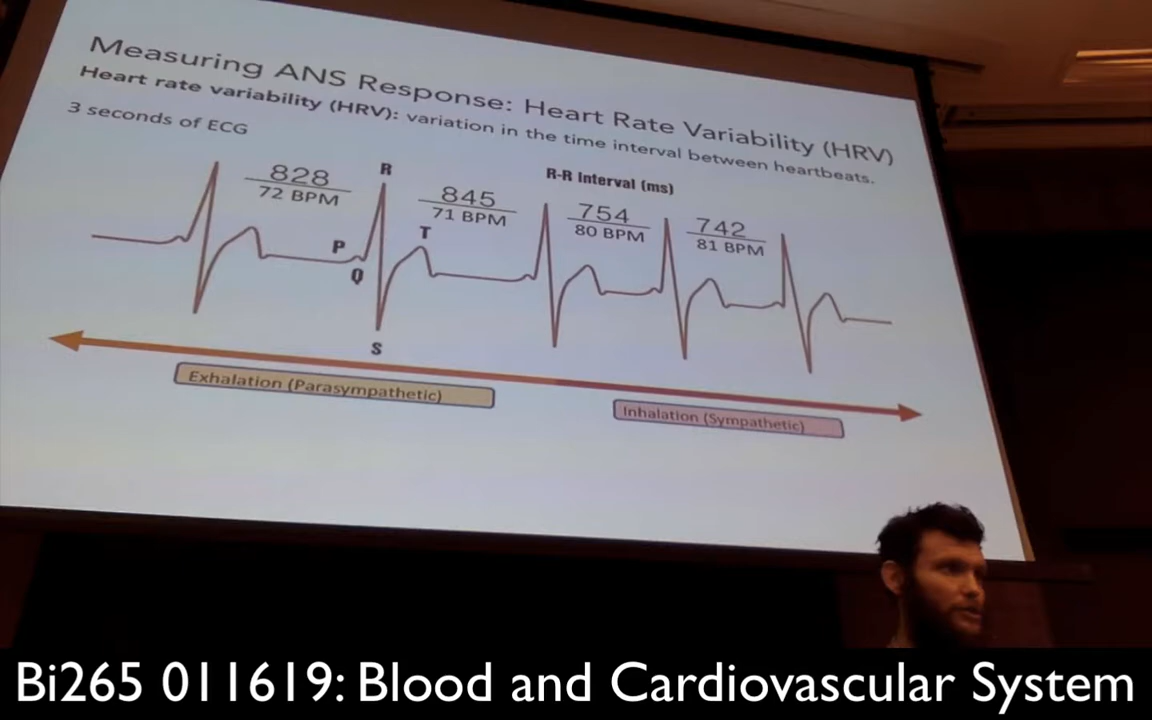 Measuring ANS Response: Heart Rate Variability (HRV)
Heart rate variability (HRV): variation in the time interval between heartbeats.
3 seconds of ECG
R-R Interval (ms)
828
72 BPM
R
845
71 BPM
754
80 BPM
742
81 BPM
P
T
Q
S
Exhalation (Parasympathetic)
Inhalation (Sympathetic)
Bi265 011619: Blood and Cardiovascular System